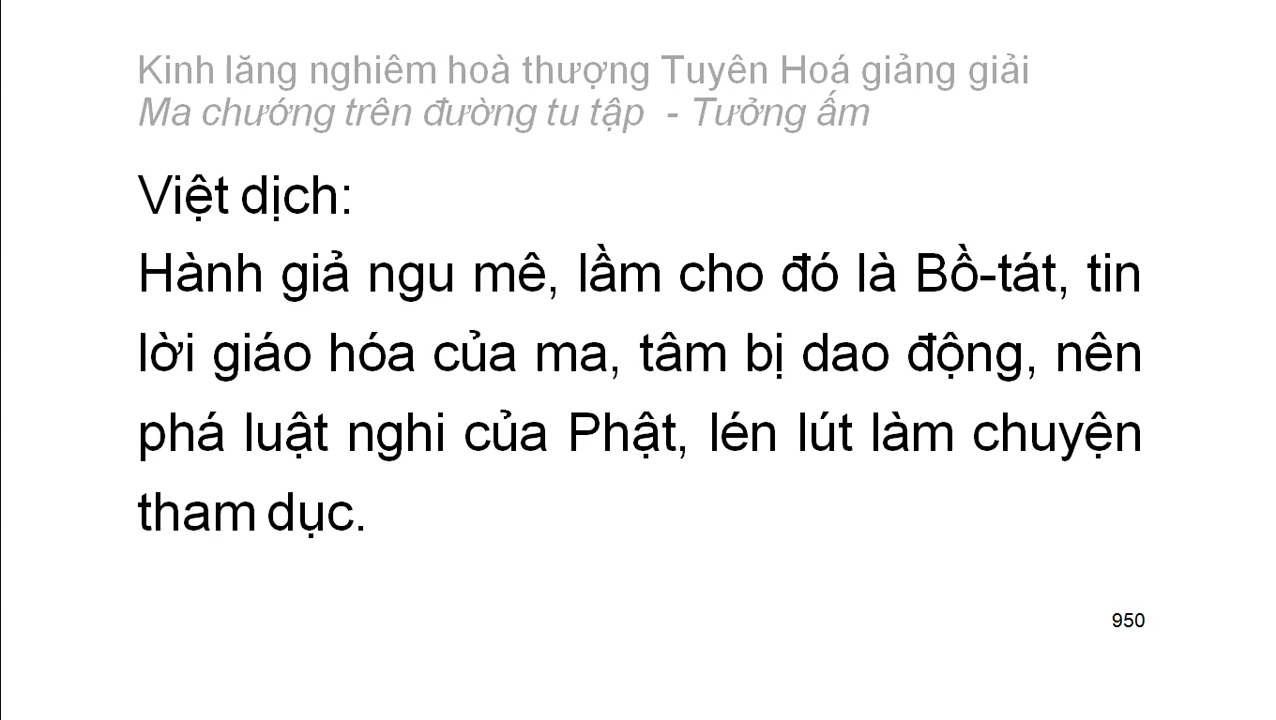 Kinh lăng nghiêm hoà thượng Tuyên Hoá giảng giải
Ma chướng trên đường tu tập - Tưởng ấm
Việt dịch:
Hành giả ngu mê, lầm cho đó là Bồ-tát, tin
lời giáo hóa của ma, tâm bị dao động, nên
phá luật nghi của Phật, lén lút làm chuyện
tham dục.
950